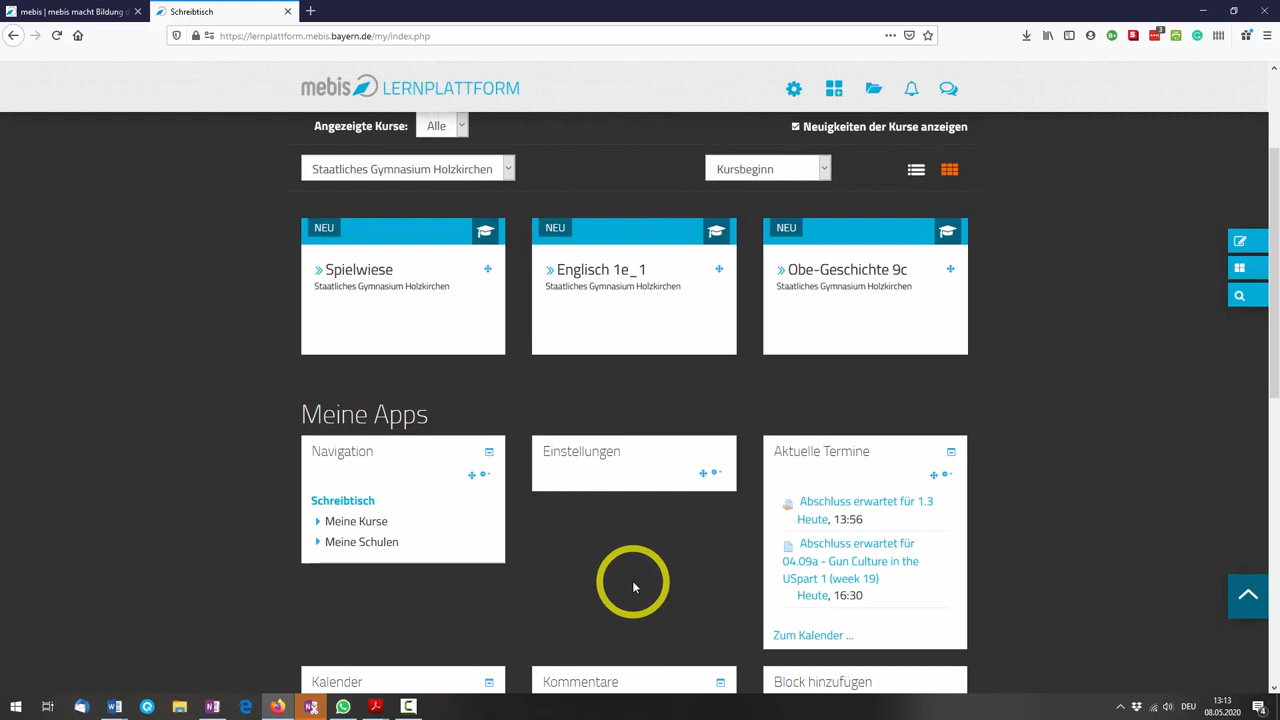 mebis | mebis macht Bildung d
Schreibtisch
https://lernplattform.mebis.bayern.de/my/index.php
mebis LERNPLATTFORM
Angezeigte Kurse: Alle
Neuigkeiten der Kurse anzeigen
Staatliches Gymnasium Holzkirchen
Kursbeginn
NEU
Spielwiese
Staatliches Gymnasium Holzkirchen
NEU
Englisch 1e_1
Staatliches Gymnasium Holzkirchen
NEU
Obe-Geschichte 9c
Staatliches Gymnasium Holzkirchen
Meine Apps
Navigation
Schreibtisch
Meine Kurse
Meine Schulen
Einstellungen
Aktuelle Termine
Abschluss erwartet für 1.3
Heute, 13:56
Abschluss erwartet für
04.09a - Gun Culture in the
USpart 1 (week 19)
Heute, 16:30
Zum Kalender ...
Kalender
Kommentare
Block hinzufügen
DEU
13:13
08.05.2020